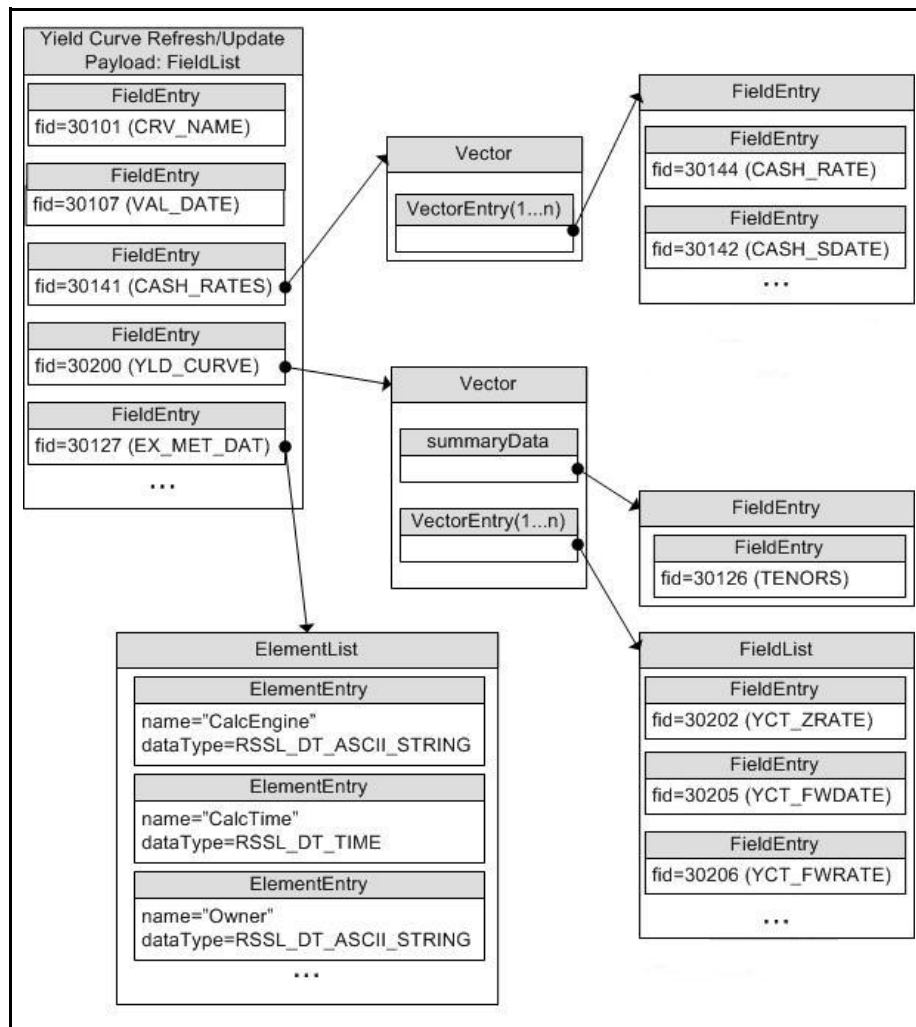 Yield Curve Refresh/Update
Payload: FieldList
FieldEntry
fid=30101 (CRV_NAME)
FieldEntry
fid=30107 (VAL_DATE)
FieldEntry
fid=30141 (CASH_RATES)
FieldEntry
fid=30200 (YLD_CURVE)
FieldEntry
fid=30127 (EX_MET_DAT)
...
Vector
VectorEntry(1...n)
FieldEntry
FieldEntry
fid=30144 (CASH_RATE)
FieldEntry
fid=30142 (CASH_SDATE)
...
Vector
summaryData
VectorEntry(1...n)
FieldEntry
FieldEntry
fid=30126 (TENORS)
FieldList
FieldEntry
fid=30202 (YCT_ZRATE)
FieldEntry
fid=30205 (YCT_FWDATE)
FieldEntry
fid=30206 (YCT_FWRATE)
...
ElementList
ElementEntry
name="CalcEngine"
dataType=RSSL_DT_ASCII_STRING
ElementEntry
name="CalcTime"
dataType=RSSL_DT_TIME
ElementEntry
name="Owner"
dataType=RSSL_DT_ASCII_STRING
...